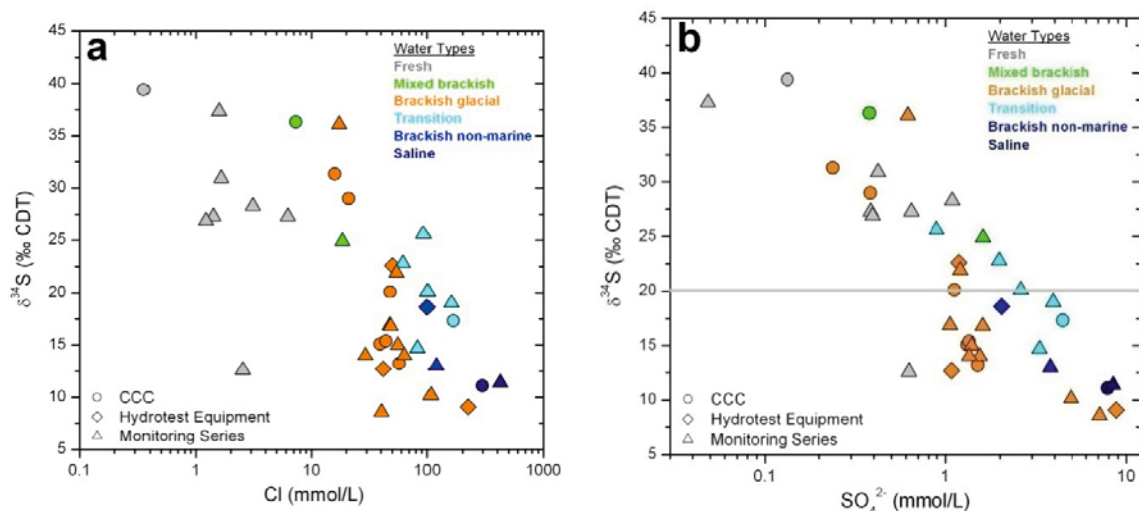 a
Water Types
Fresh
Mixed brackish
Brackish glacial
Transition
Brackish non-marine
Saline
45
40
35
30
25
20
15
10
5
δ³⁴S (‰ CDT)
CCC
Hydrotest Equipment
Monitoring Series
1
10
100
1000
Cl (mmol/L)
b
Water Types
Fresh
Mixed brackish
Brackish glacial
Transition
Brackish non-marine
Saline
45
40
35
30
25
20
15
10
5
δ³⁴S (‰ CDT)
CCC
Hydrotest Equipment
Monitoring Series
0.1
1
10
SO₄²⁻ (mmol/L)